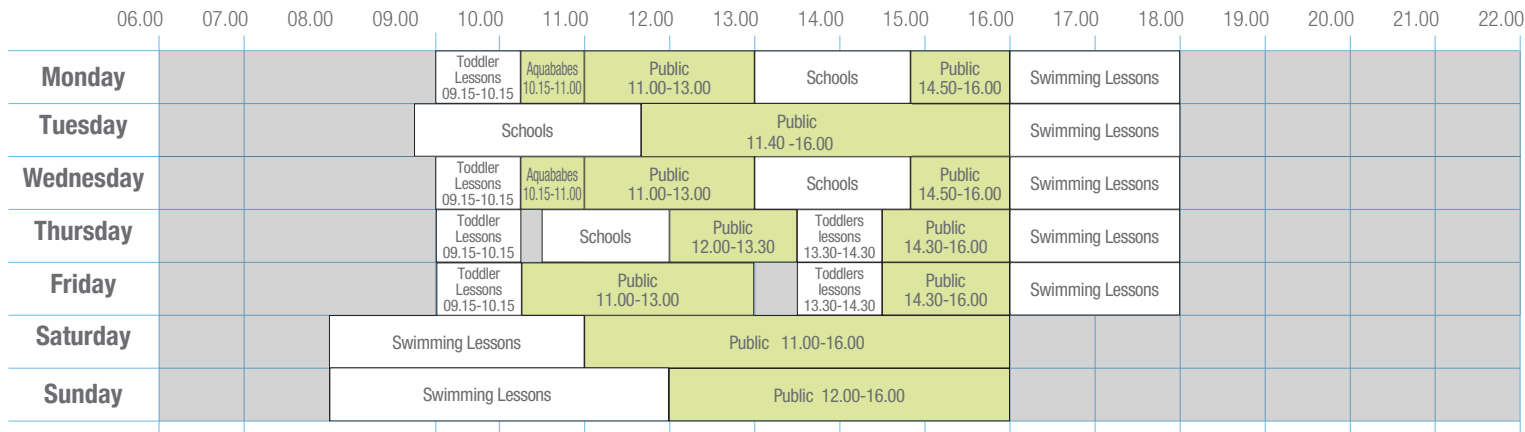 06.00 07.00 08.00 09.00 10.00 11.00 12.00 13.00 14.00 15.00 16.00 17.00 18.00 19.00 20.00 21.00 22.00
Monday
Toddler
Lessons
09.15-10.15
Aquababes
10.15-11.00
Public
11.00-13.00
Schools
Public
14.50-16.00
Swimming Lessons
Tuesday
Schools
Public
11.40 -16.00
Swimming Lessons
Wednesday
Toddler
Lessons
09.15-10.15
Aquababes
10.15-11.00
Public
11.00-13.00
Schools
Public
14.50-16.00
Swimming Lessons
Thursday
Toddler
Lessons
09.15-10.15
Schools
Public
12.00-13.30
Toddlers
lessons
13.30-14.30
Public
14.30-16.00
Swimming Lessons
Friday
Toddler
Lessons
09.15-10.15
Public
11.00-13.00
Toddlers
lessons
13.30-14.30
Public
14.30-16.00
Swimming Lessons
Saturday
Swimming Lessons
Public 11.00-16.00
Sunday
Swimming Lessons
Public 12.00-16.00